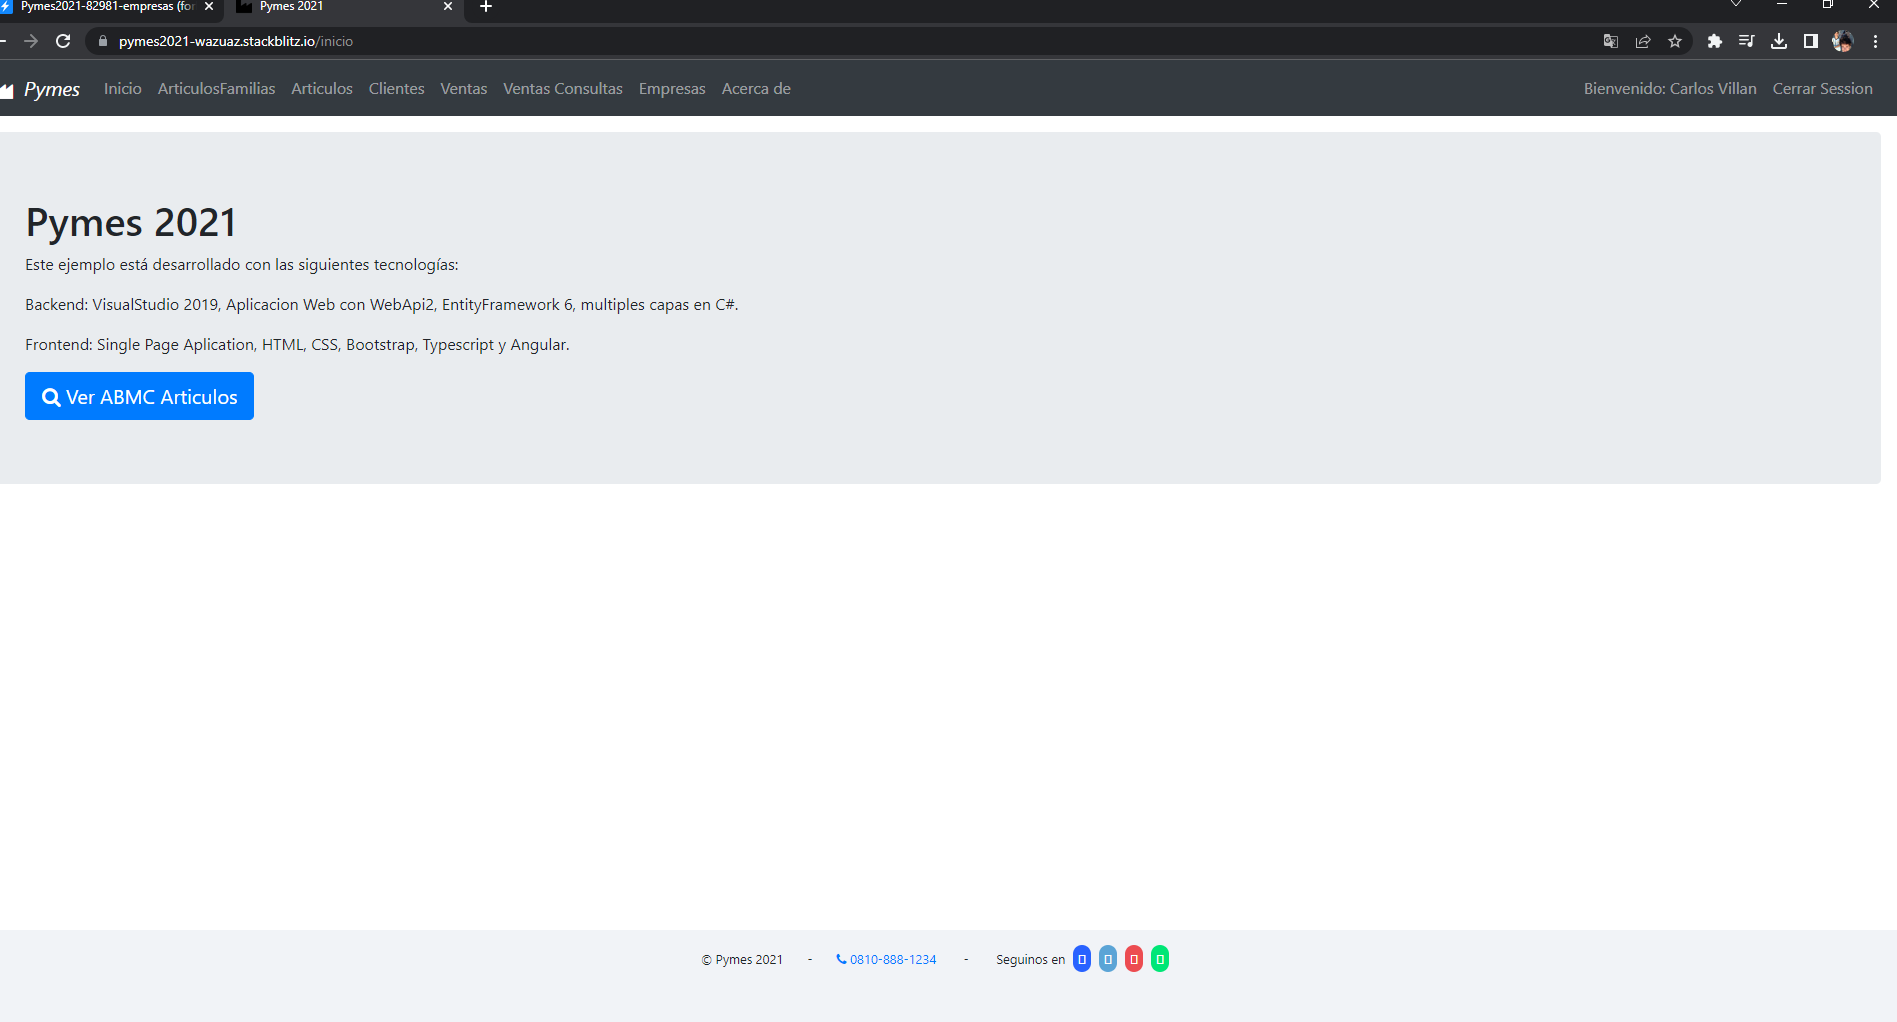 Pymes2021-82981-empresas (for
Pymes 2021
pymes2021-wazuaz.stackblitz.io/inicio
Pymes Inicio ArticulosFamilias Articulos Clientes Ventas Ventas Consultas Empresas Acerca de Bienvenido: Carlos Villan Cerrar Session
Pymes 2021
Este ejemplo está desarrollado con las siguientes tecnologías:
Backend: VisualStudio 2019, Aplicacion Web con WebApi2, EntityFramework 6, multiples capas en C#.
Frontend: Single Page Aplication, HTML, CSS, Bootstrap, Typescript y Angular.
Ver ABMC Articulos
© Pymes 2021 - 0810-888-1234 - Seguinos en